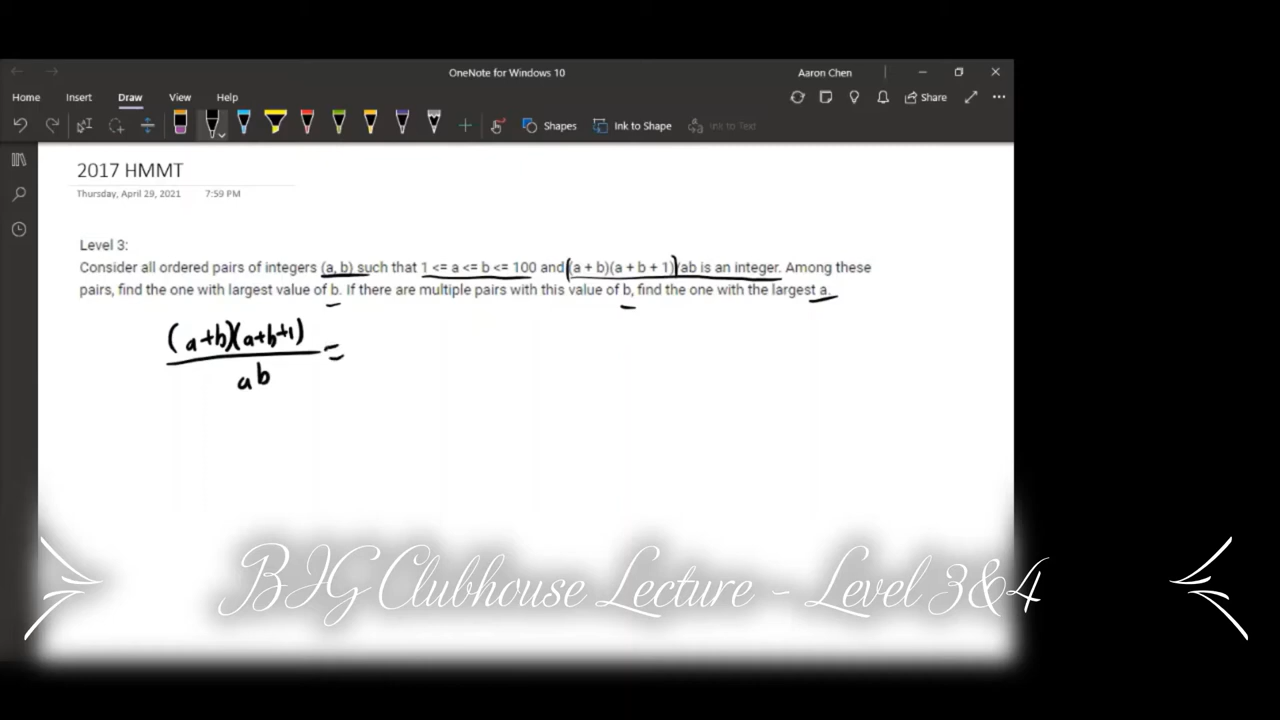 OneNote for Windows 10
Aaron Chen
Home Insert Draw View Help
Share
Shapes
Ink to Shape
Ink to Text
2017 HMMT
Thursday, April 29, 2021 7:59 PM
Level 3:
Consider all ordered pairs of integers (a, b) such that 1 <= a <= b <= 100 and (a + b)(a + b + 1)/ab is an integer. Among these
pairs, find the one with largest value of b. If there are multiple pairs with this value of b, find the one with the largest a.
(a+b)(a+b+1) =
ab
BIG Clubhouse Lecture - Level 3&4